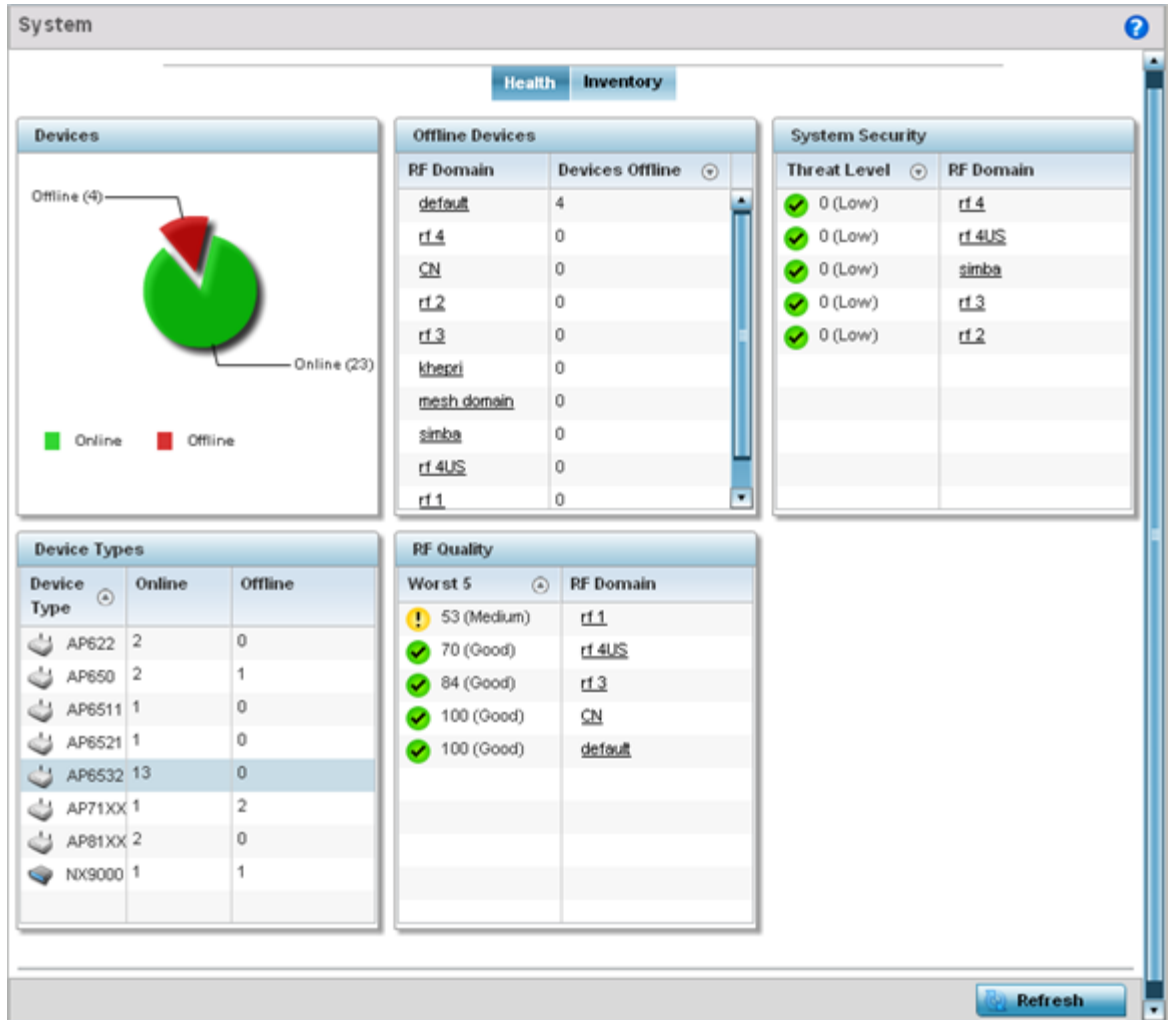 System
Health Inventory
Devices
Offline (4)
Online (23)
Online Offline
Offline Devices
RF Domain Devices Offline
default 4
rf 4 0
CN 0
rf 2 0
rf 3 0
khepri 0
mesh domain 0
simba 0
rf 4US 0
rf 1 0
System Security
Threat Level RF Domain
0 (Low) rf 4
0 (Low) rf 4US
0 (Low) simba
0 (Low) rf 3
0 (Low) rf 2
Device Types
Device Type Online Offline
AP622 2 0
AP650 2 1
AP6511 1 0
AP6521 1 0
AP6532 13 0
AP71XX 1 2
AP81XX 2 0
NX9000 1 1
RF Quality
Worst 5 RF Domain
53 (Medium) rf 1
70 (Good) rf 4US
84 (Good) rf 3
100 (Good) CN
100 (Good) default
Refresh